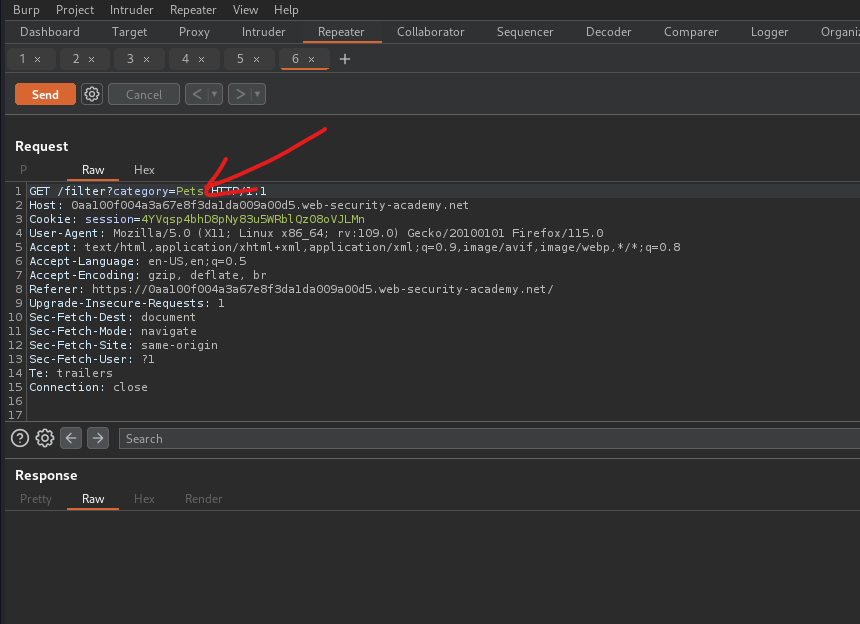 Burp Project Intruder Repeater View Help
Dashboard Target Proxy Intruder Repeater Collaborator Sequencer Decoder Comparer Logger Organiz
1 × 2 × 3 × 4 × 5 × 6 × +
Send Cancel < > 
Request
P Raw Hex
1 GET /filter?category=Pets HTTP/1.1
2 Host: 0aa100f004a3a67e8f3da1da009a00d5.web-security-academy.net
3 Cookie: session=4YVqsp4bhD8pNy83u5WRblQz08oVJLMn
4 User-Agent: Mozilla/5.0 (X11; Linux x86_64; rv:109.0) Gecko/20100101 Firefox/115.0
5 Accept: text/html,application/xhtml+xml,application/xml;q=0.9,image/avif,image/webp,*/*;q=0.8
6 Accept-Language: en-US,en;q=0.5
7 Accept-Encoding: gzip, deflate, br
8 Referer: https://0aa100f004a3a67e8f3da1da009a00d5.web-security-academy.net/
9 Upgrade-Insecure-Requests: 1
10 Sec-Fetch-Dest: document
11 Sec-Fetch-Mode: navigate
12 Sec-Fetch-Site: same-origin
13 Sec-Fetch-User: ?1
14 Te: trailers
15 Connection: close
16
17
? Search
Response
Pretty Raw Hex Render